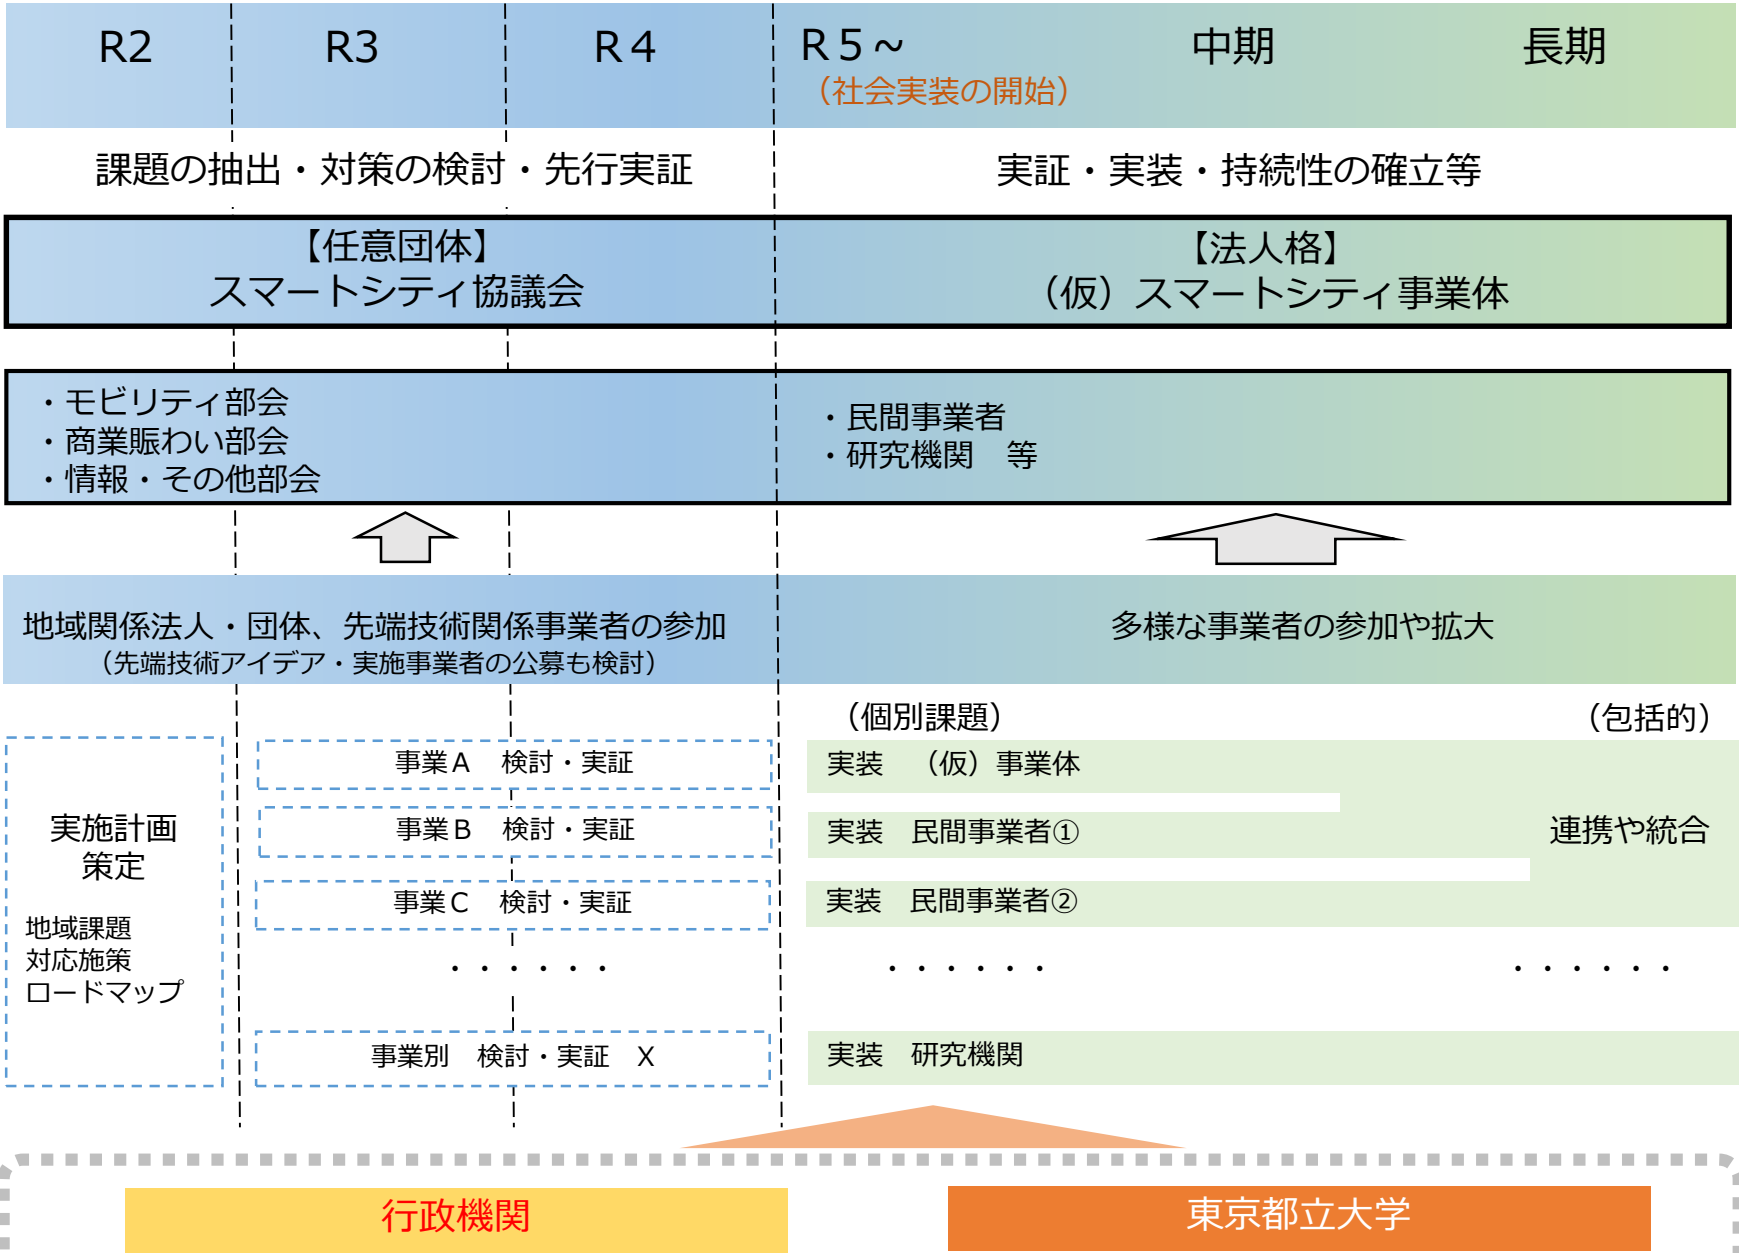 R2
R3
R４
R５~
中期
長期
（社会実装の開始）
課題の抽出・対策の検討・先行実証
実証・実装・持続性の確立等
【任意団体】
スマートシティ協議会
【法人格】
（仮）スマートシティ事業体
・モビリティ部会
・商業賑わい部会
・情報・その他部会
・民間事業者
・研究機関　等
地域関係法人・団体、先端技術関係事業者の参加
（先端技術アイデア・実施事業者の公募も検討）
多様な事業者の参加や拡大
（個別課題）
（包括的）
実施計画
策定
地域課題
対応施策
ロードマップ
事業A　検討・実証
事業B　検討・実証
事業C　検討・実証
・・・・・・
事業別　検討・実証　X
実装　（仮）事業体
実装　民間事業者①
実装　民間事業者②
連携や統合
・・・・・・
・・・・・・
実装　研究機関
行政機関
東京都立大学